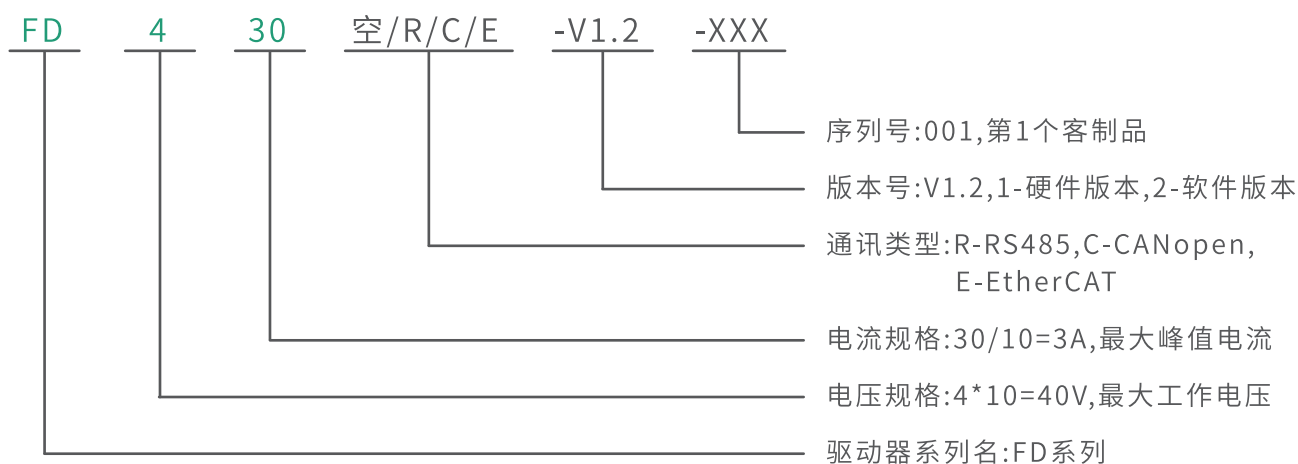 FD 4 30 空/R/C/E -V1.2 -XXX
序列号:001,第1个客制品
版本号:V1.2,1-硬件版本,2-软件版本
通讯类型:R-RS485,C-CANopen,
E-EtherCAT
电流规格:30/10=3A,最大峰值电流
电压规格:4*10=40V,最大工作电压
驱动器系列名:FD系列